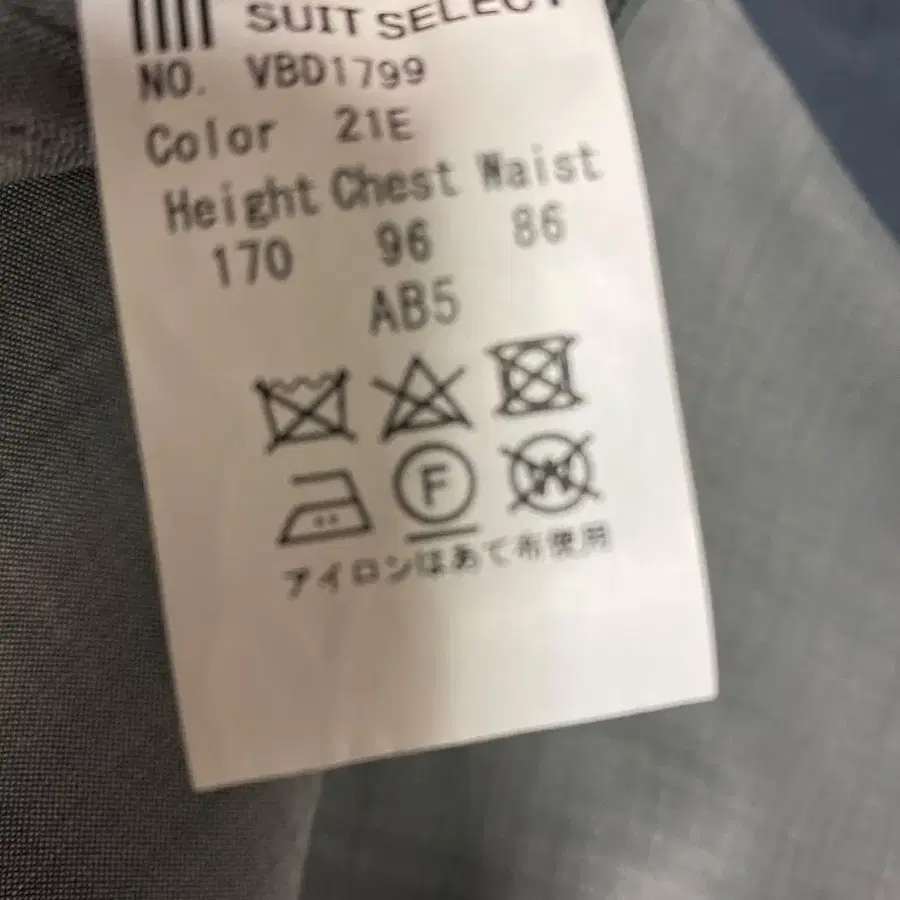 SUIT SELECT
NO. VBD1799
Color 21E
Height Chest Waist
170 96 86
AB5
F W
アイロンはあて布使用